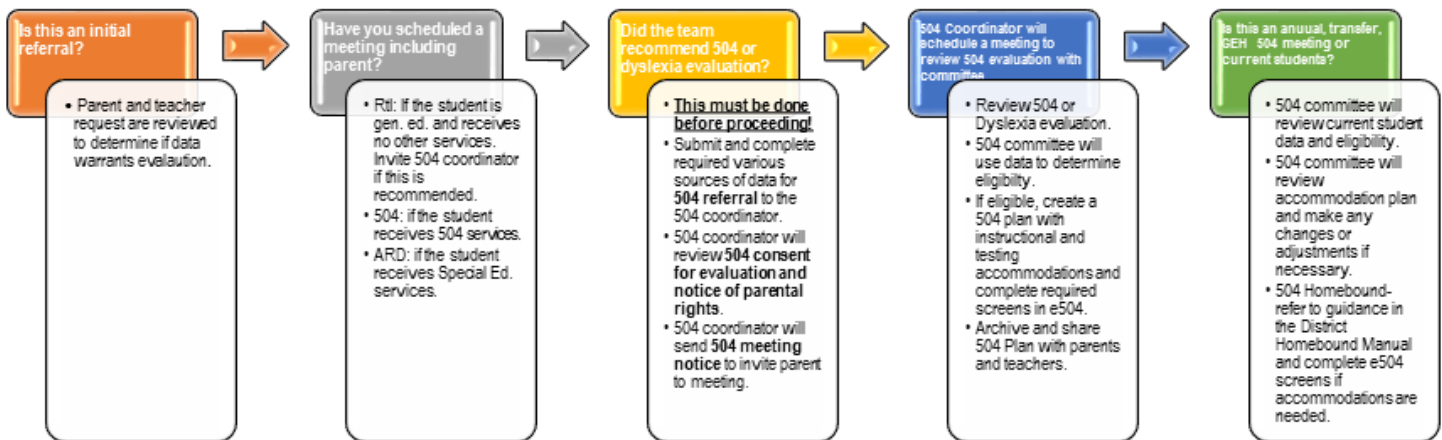 Is this an initial
referral?
• Parent and teacher
request are reviewed
to determine if data
warrants evalaution.
Have you scheduled a
meeting including
parent?
• RtI: If the student is
gen. ed. and receives
no other services.
Invite 504 coordinator
if this is
recommended.
• 504: if the student
receives 504 services.
• ARD: if the student
receives Special Ed.
services.
Did the team
recommend 504 or
dyslexia evaluation?
• This must be done
before proceeding!
• Submit and complete
required various
sources of data for
504 referral to the
504 coordinator.
• 504 coordinator will
review 504 consent
for evaluation and
notice of parental
rights.
• 504 coordinator will
send 504 meeting
notice to invite parent
to meeting.
504 Coordinator will
schedule a meeting to
review 504 evaluation with
committee
• Review 504 or
Dyslexia evaluation.
• 504 committee will
use data to determine
eligibilty.
• If eligible, create a
504 plan with
instructional and
testing
accommodations and
complete required
screens in e504.
• Archive and share
504 Plan with parents
and teachers.
Is this an anuual, transfer,
GEH 504 meeting or
current students?
• 504 committee will
review current student
data and eligibility.
• 504 committee will
review
accommodation plan
and make any
changes or
adjustments if
necessary.
• 504 Homebound-
refer to guidance in
the District
Homebound Manual
and complete e504
screens if
accommodations are
needed.